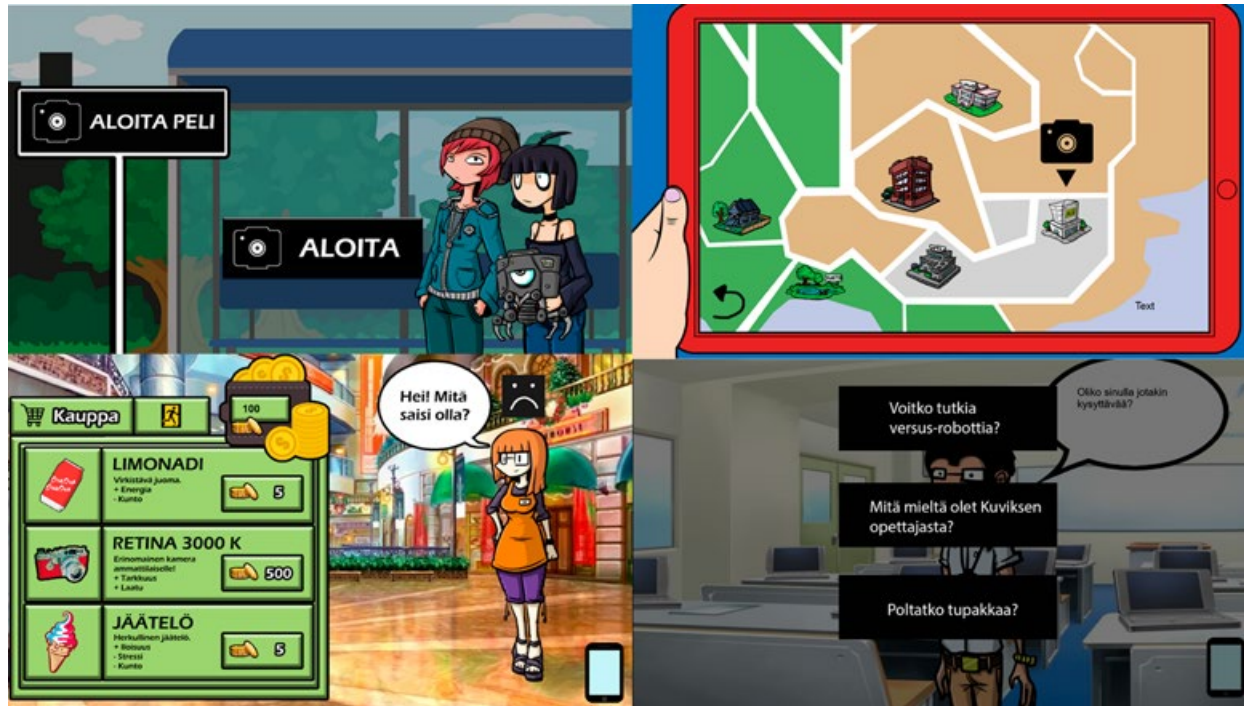 ALOITA PELI
ALOITA
Text
Kauppa
100
Hei! Mitä
saisi olla?
LIMONADI
Virkistävä juoma.
+ Energia
- Kunto
5
RETINA 3000 K
Erinomainen kamera
ammattilaiselle!
+ Tarkkuus
+ Laatu
500
JÄÄTELÖ
Herkullinen jäätelö.
+ Iloisuus
- Stressi
- Kunto
5
Oliko sinulla jotakin
kysyttävää?
Voitko tutkia
versus-robottia?
Mitä mieltä olet Kuviksen
opettajasta?
Poltatko tupakkaa?